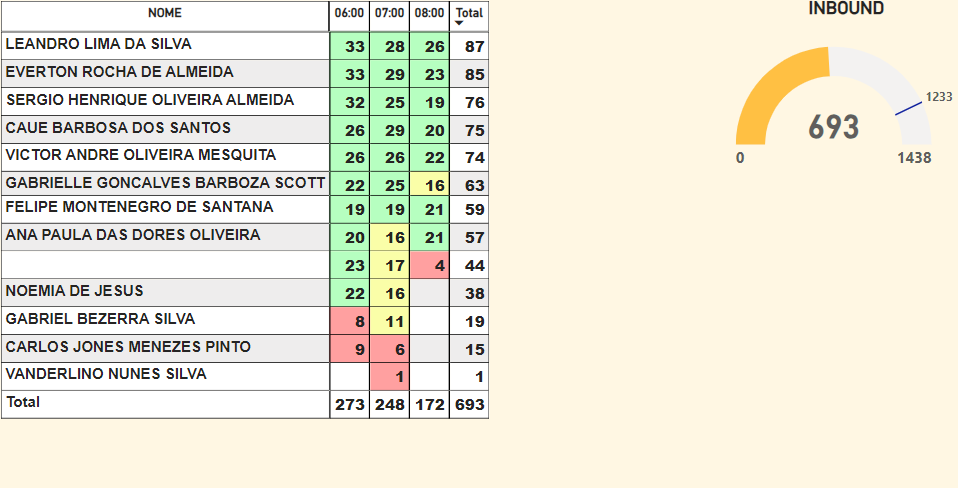 NOME 06:00 07:00 08:00 Total
LEANDRO LIMA DA SILVA 33 28 26 87
EVERTON ROCHA DE ALMEIDA 33 29 23 85
SERGIO HENRIQUE OLIVEIRA ALMEIDA 32 25 19 76
CAUE BARBOSA DOS SANTOS 26 29 20 75
VICTOR ANDRE OLIVEIRA MESQUITA 26 26 22 74
GABRIELLE GONCALVES BARBOZA SCOTT 22 25 16 63
FELIPE MONTENEGRO DE SANTANA 19 19 21 59
ANA PAULA DAS DORES OLIVEIRA 20 16 21 57
23 17 4 44
NOEMIA DE JESUS 22 16 38
GABRIEL BEZERRA SILVA 8 11 19
CARLOS JONES MENEZES PINTO 9 6 15
VANDERLINO NUNES SILVA 1 1
Total 273 248 172 693
INBOUND
1233
693
0 1438